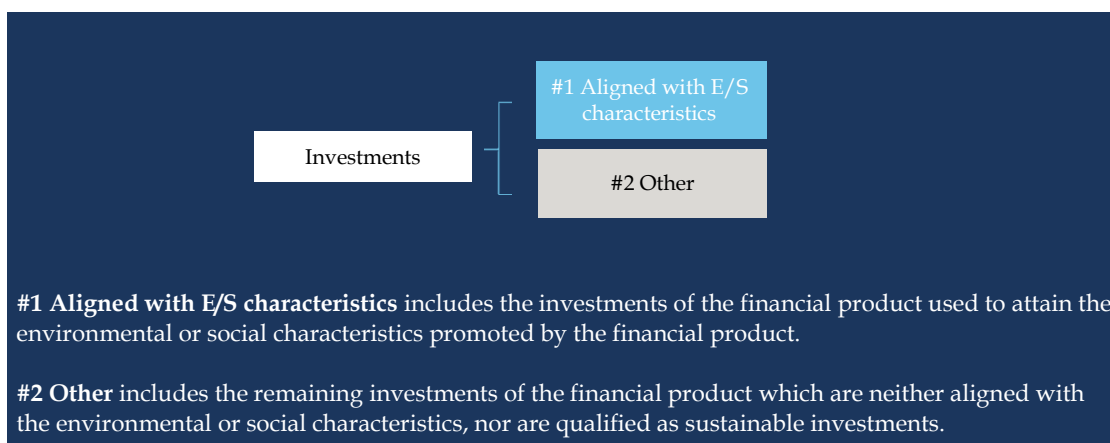 #1 Aligned with E/S
characteristics
Investments
#2 Other
#1 Aligned with E/S characteristics includes the investments of the financial product used to attain the
environmental or social characteristics promoted by the financial product.
#2 Other includes the remaining investments of the financial product which are neither aligned with
the environmental or social characteristics, nor are qualified as sustainable investments.